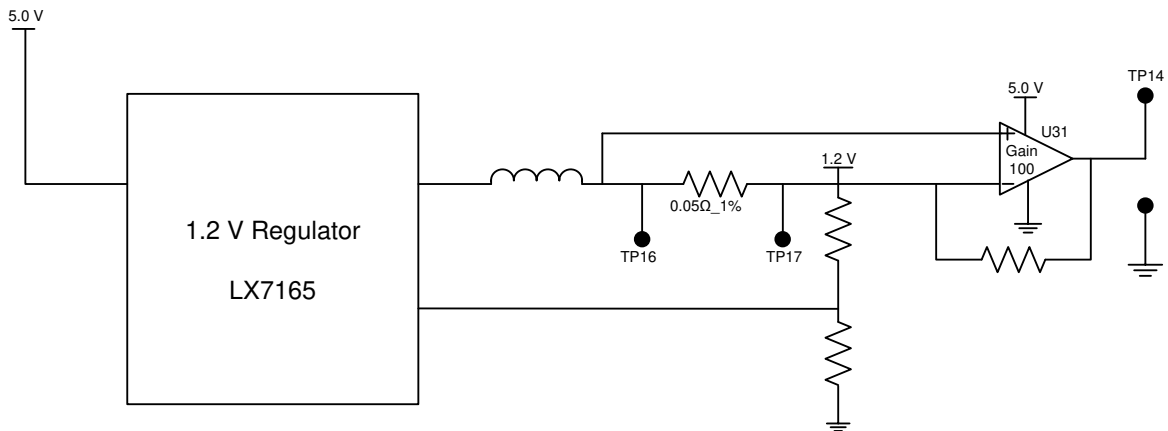 5.0 V
TP14
5.0 V
U31
Gain
100
1.2 V
0.05Ω_1%
1.2 V Regulator
TP16
TP17
LX7165